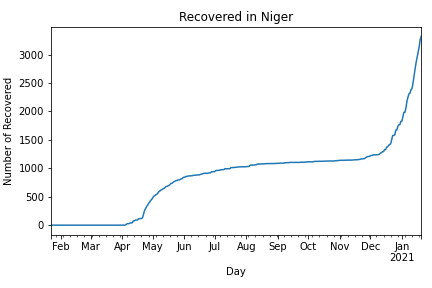 Recovered in Niger
Number of Recovered
3000
2500
2000
1500
1000
500
0
Feb Mar Apr May Jun Jul Aug Sep Oct Nov Dec Jan
2021
Day